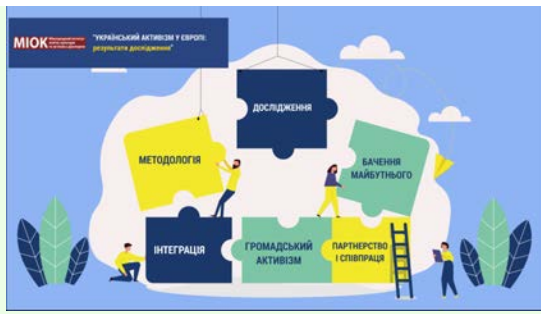 МІОК
"УКРАЇНСЬКИЙ АКТИВІЗМ У ЄВРОПІ:
результати дослідження"
ДОСЛІДЖЕННЯ
МЕТОДОЛОГІЯ
БАЧЕННЯ
МАЙБУТНЬОГО
ІНТЕГРАЦІЯ
ГРОМАДСЬКИЙ
АКТИВІЗМ
ПАРТНЕРСТВО
І СПІВПРАЦЯ